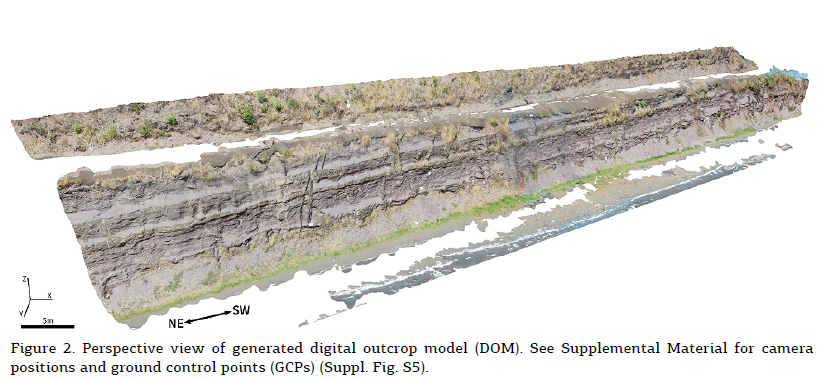 Z
X
Y
5m
NE
SW
Figure 2. Perspective view of generated digital outcrop model (DOM). See Supplemental Material for camera
positions and ground control points (GCPs) (Suppl. Fig. S5).